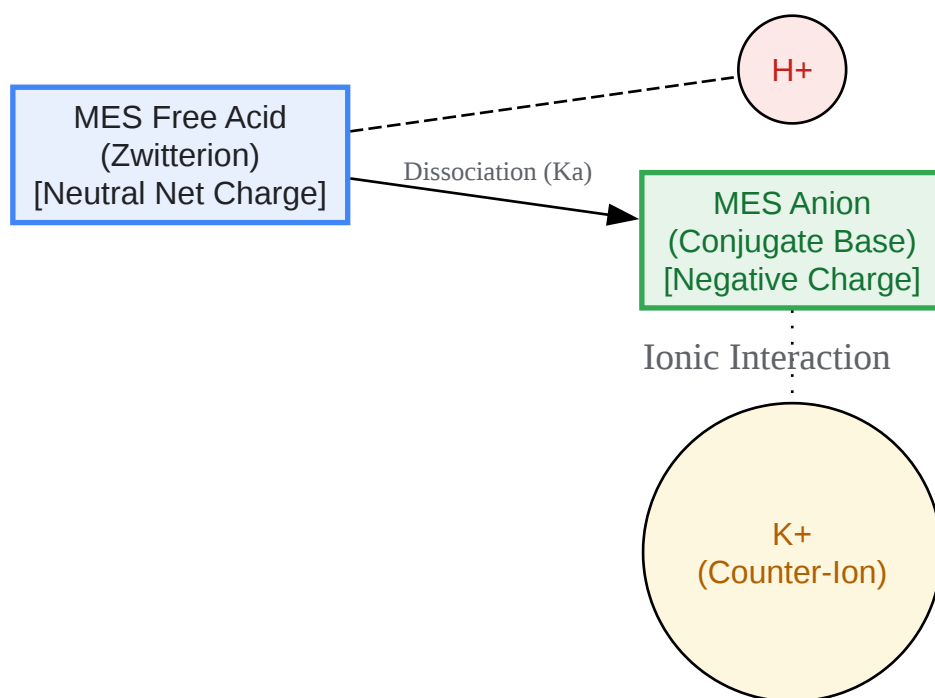 H+
MES Free Acid
(Zwitterion)
[Neutral Net Charge]
Dissociation (Ka)
MES Anion
(Conjugate Base)
[Negative Charge]
Ionic Interaction
K+
(Counter-Ion)